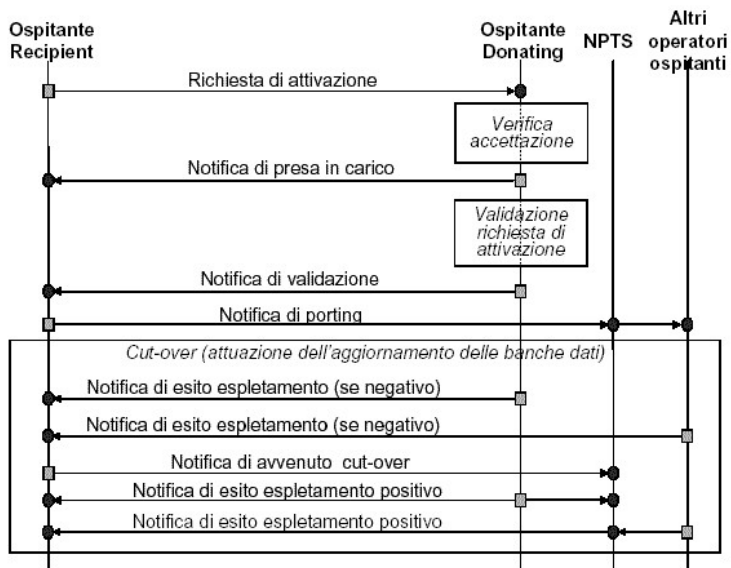 Ospitante
Recipient
Ospitante
Donating
NPTS
Altri
operatori
ospitanti
Richiesta di attivazione
Verifica
accettazione
Notifica di presa in carico
Validazione
richiesta di
attivazione
Notifica di validazione
Notifica di porting
Cut-over (attuazione dell'aggiornamento delle banche dati)
Notifica di esito espletamento (se negativo)
Notifica di esito espletamento (se negativo)
Notifica di avvenuto cut-over
Notifica di esito espletamento positivo
Notifica di esito espletamento positivo